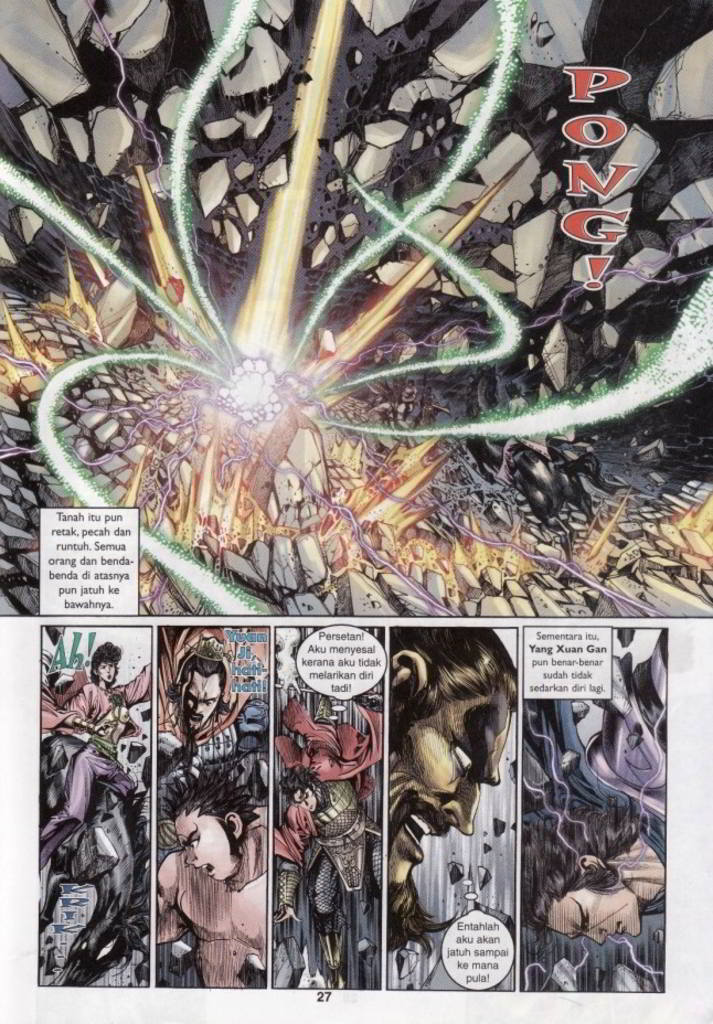 PONG!
Tanah itu pun
retak, pecah dan
runtuh. Semua
orang dan benda-
benda di atasnya
pun jatuh ke
bawahnya.
Ah!
KRIK
Yuan
Ji,
hati-
hati!
Persetan!
Aku menyesal
kerana aku tidak
melarikan diri
tadi!
Entahlah
aku akan
jatuh sampai
ke mana
pula!
Sementara itu,
Yang Xuan Gan
pun benar-benar
sudah tidak
sedarkan diri lagi.
27